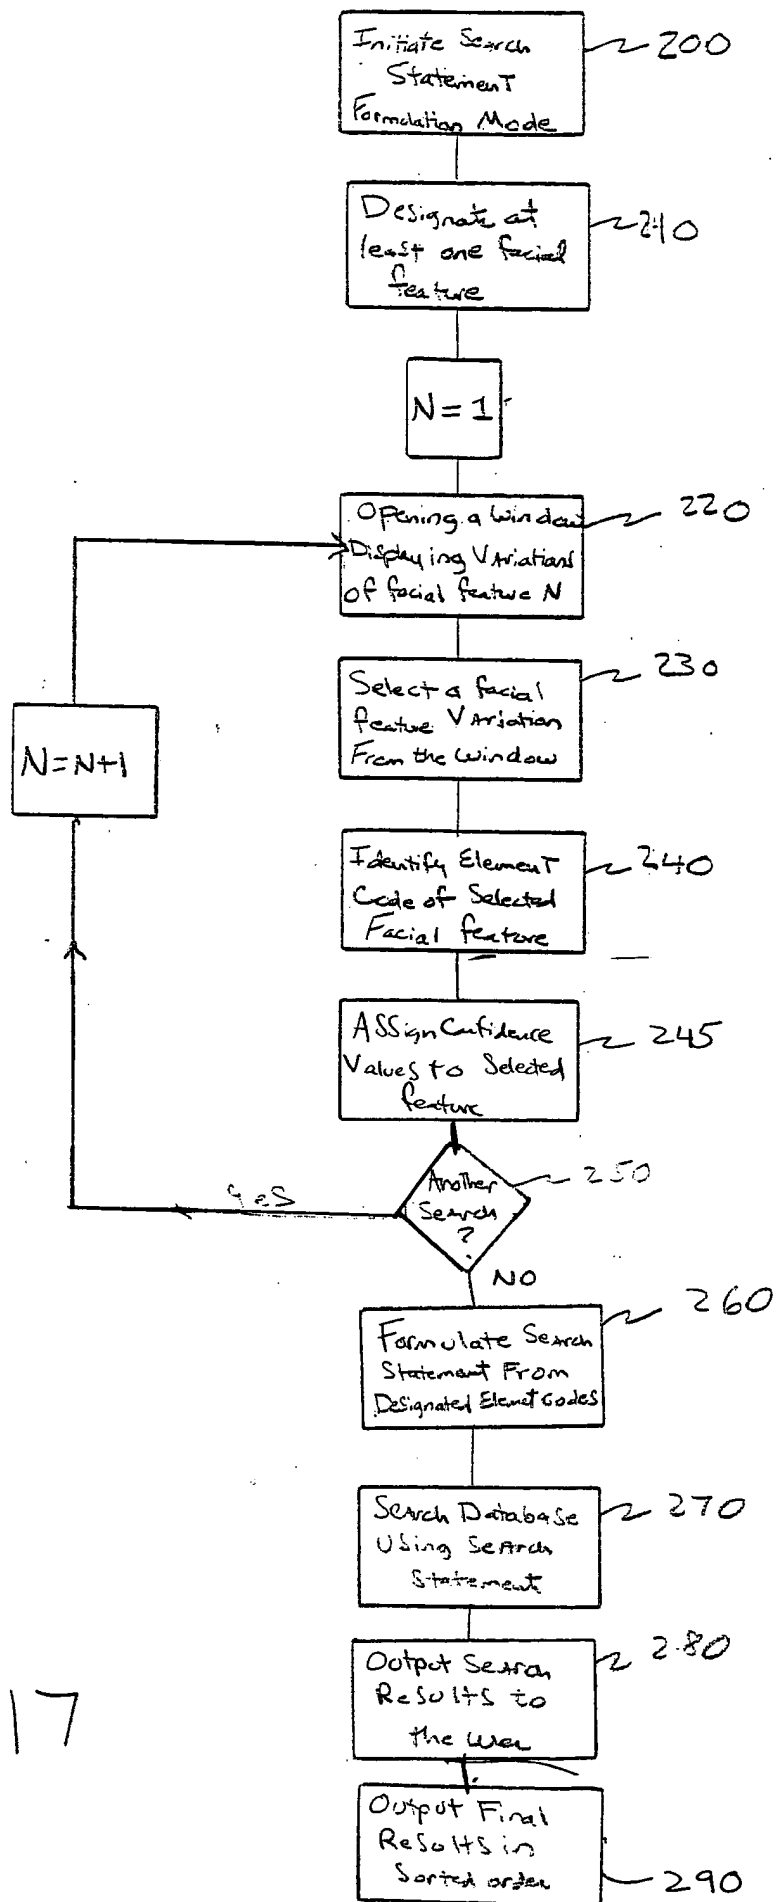 Initiate Search
Statement
Formulation Mode
200
Designate at
least one facial
feature
210
N = 1
Opening a Window
Displaying Variations
of facial feature N
220
Select a facial
feature Variation
From the Window
230
N=N+1
Identify Element
Code of Selected
Facial feature
240
Assign Confidence
Values to Selected
feature
245
Another
Search
?
250
Yes
NO
Formulate Search
Statement From
Designated Elemet Codes
260
Search Database
Using Search
Statement
270
Output Search
Results to
the User
280
17
Output Final
Results in
Sorted order
290